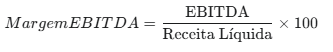 MargemEBITDA = EBITDA / Receita Líquida × 100